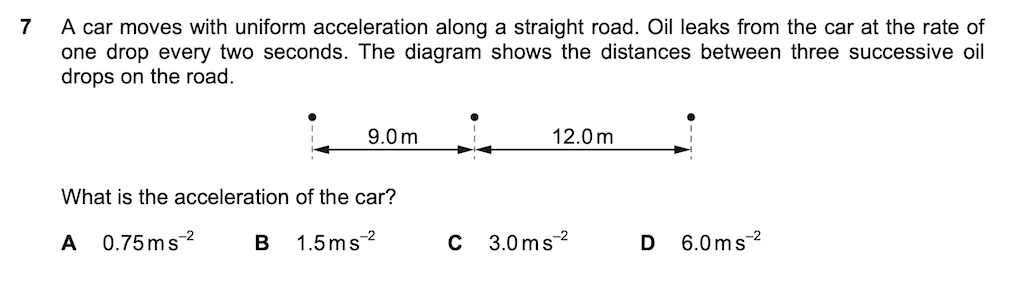 7 A car moves with uniform acceleration along a straight road. Oil leaks from the car at the rate of
one drop every two seconds. The diagram shows the distances between three successive oil
drops on the road.
9.0 m 12.0 m
What is the acceleration of the car?
A 0.75 m s⁻² B 1.5 m s⁻² C 3.0 m s⁻² D 6.0 m s⁻²